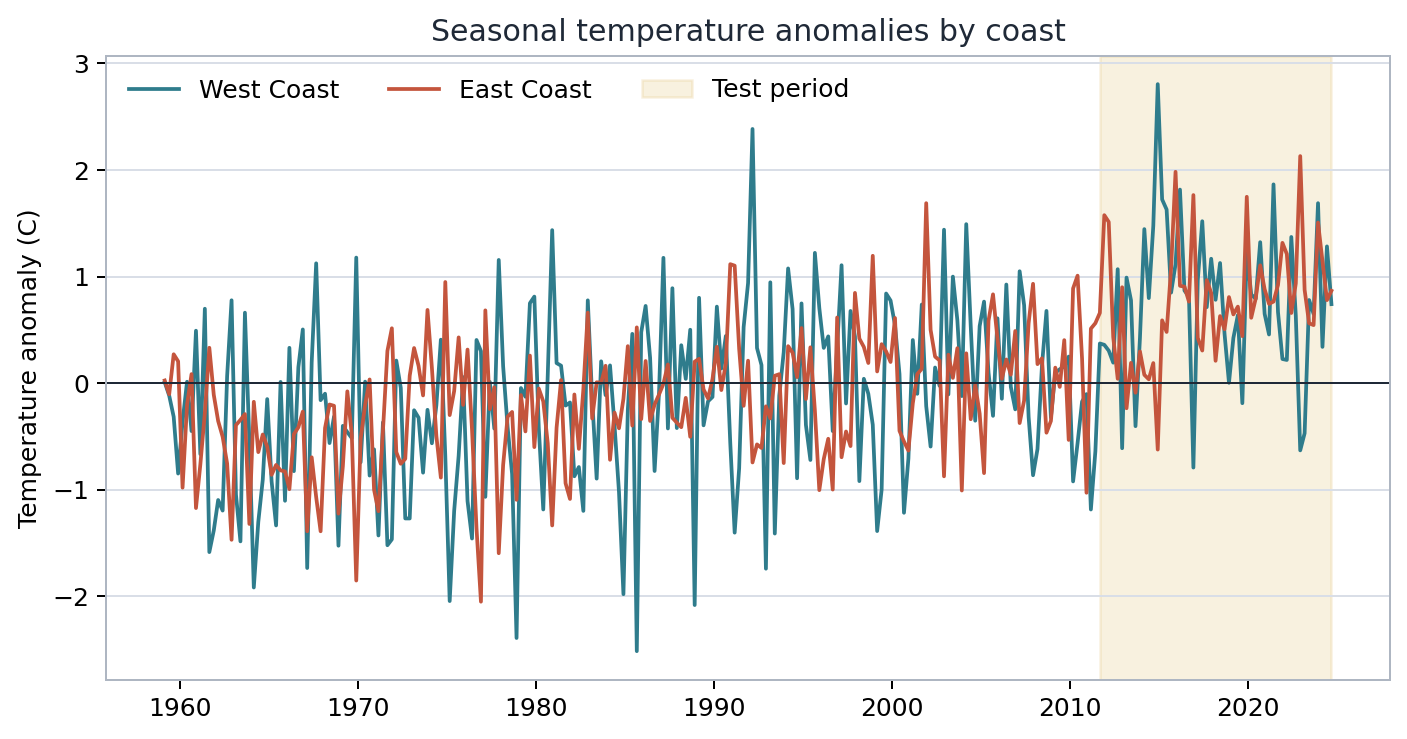 Seasonal temperature anomalies by coast
West Coast
East Coast
Test period
Temperature anomaly (C)
3
2
1
0
−1
−2
1960
1970
1980
1990
2000
2010
2020